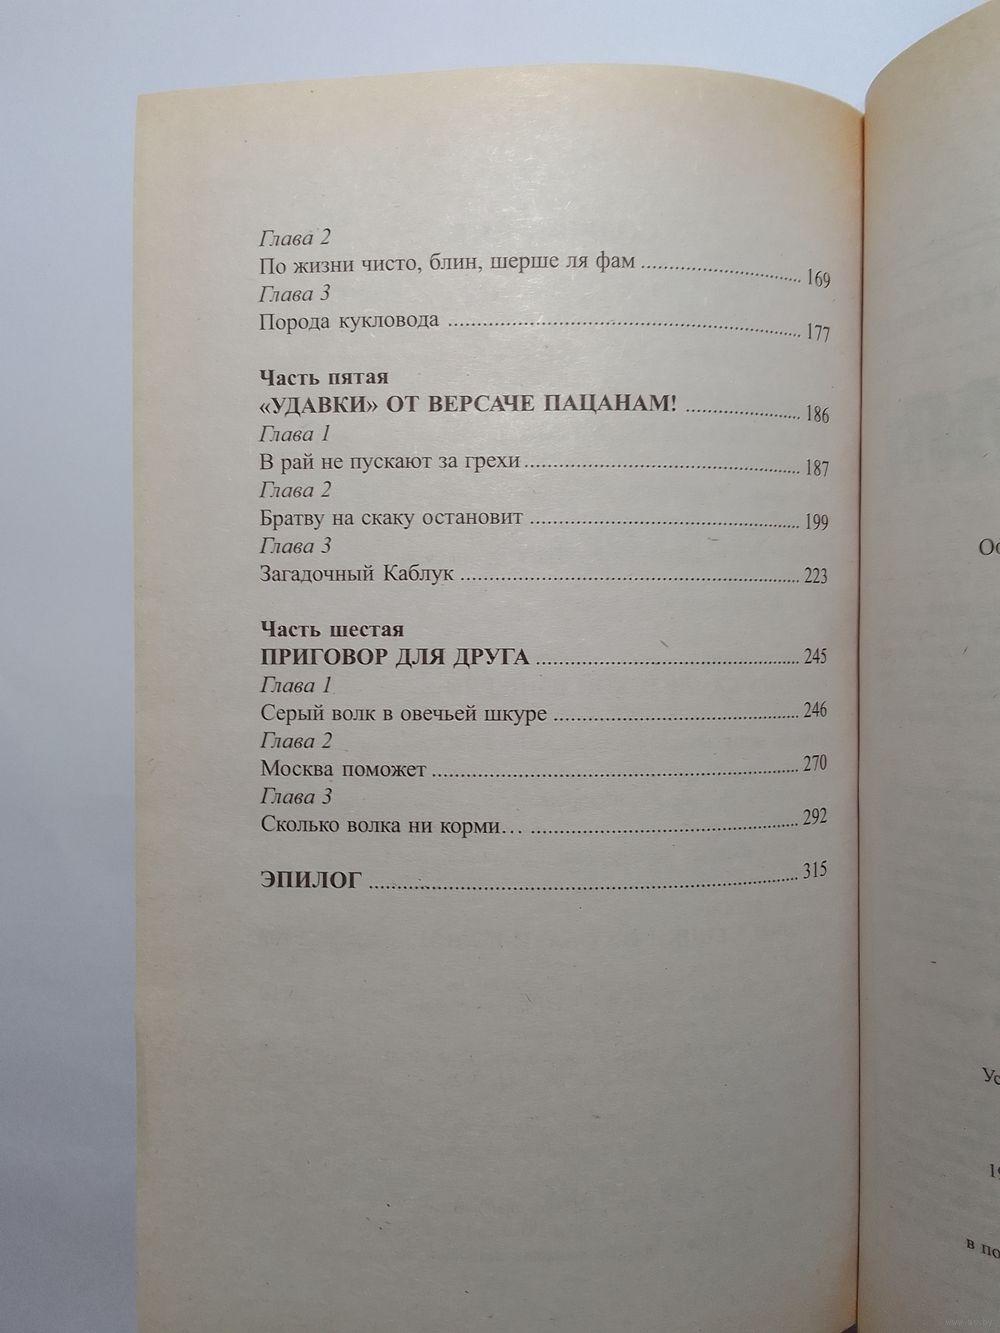 Глава 2
По жизни чисто, блин, шерше ля фам ........ 169
Глава 3
Порода кукловода ........ 177
Часть пятая
«УДАВКИ» ОТ ВЕРСАЧЕ ПАЦАНАМ! ........ 186
Глава 1
В рай не пускают за грехи ........ 187
Глава 2
Братву на скаку остановит ........ 199
Глава 3
Загадочный Каблук ........ 223
Часть шестая
ПРИГОВОР ДЛЯ ДРУГА ........ 245
Глава 1
Серый волк в овечьей шкуре ........ 246
Глава 2
Москва поможет ........ 270
Глава 3
Сколько волка ни корми… ........ 292
ЭПИЛОГ ........ 315
в по